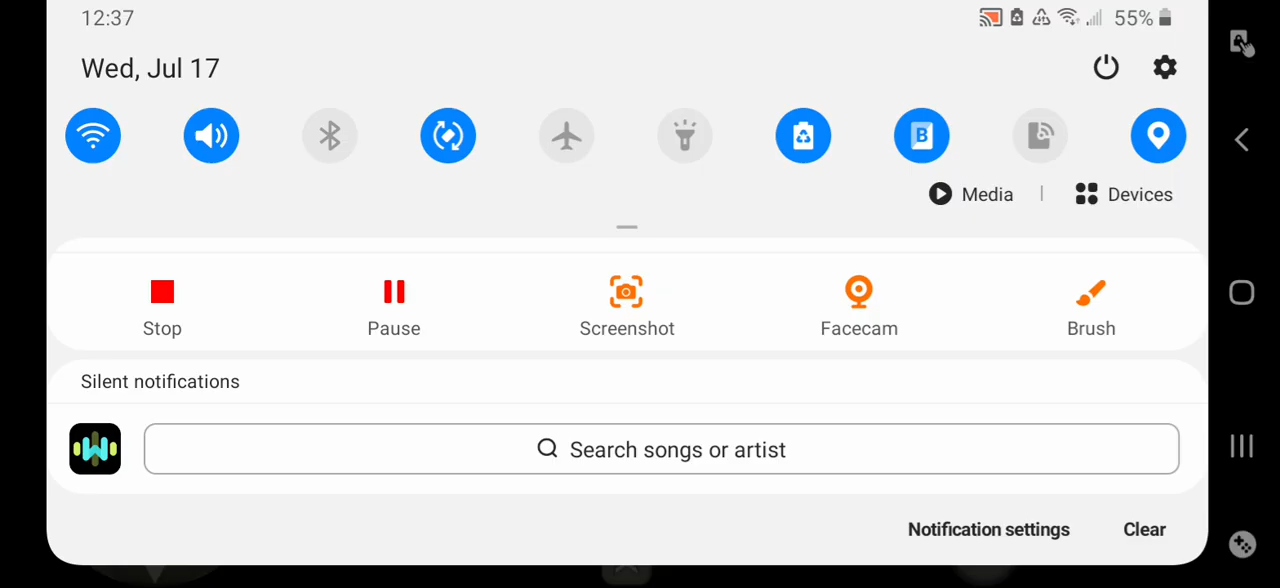 12:37 55%
Wed, Jul 17
B
Media | Devices
Stop Pause Screenshot Facecam Brush
Silent notifications
Search songs or artist
Notification settings Clear